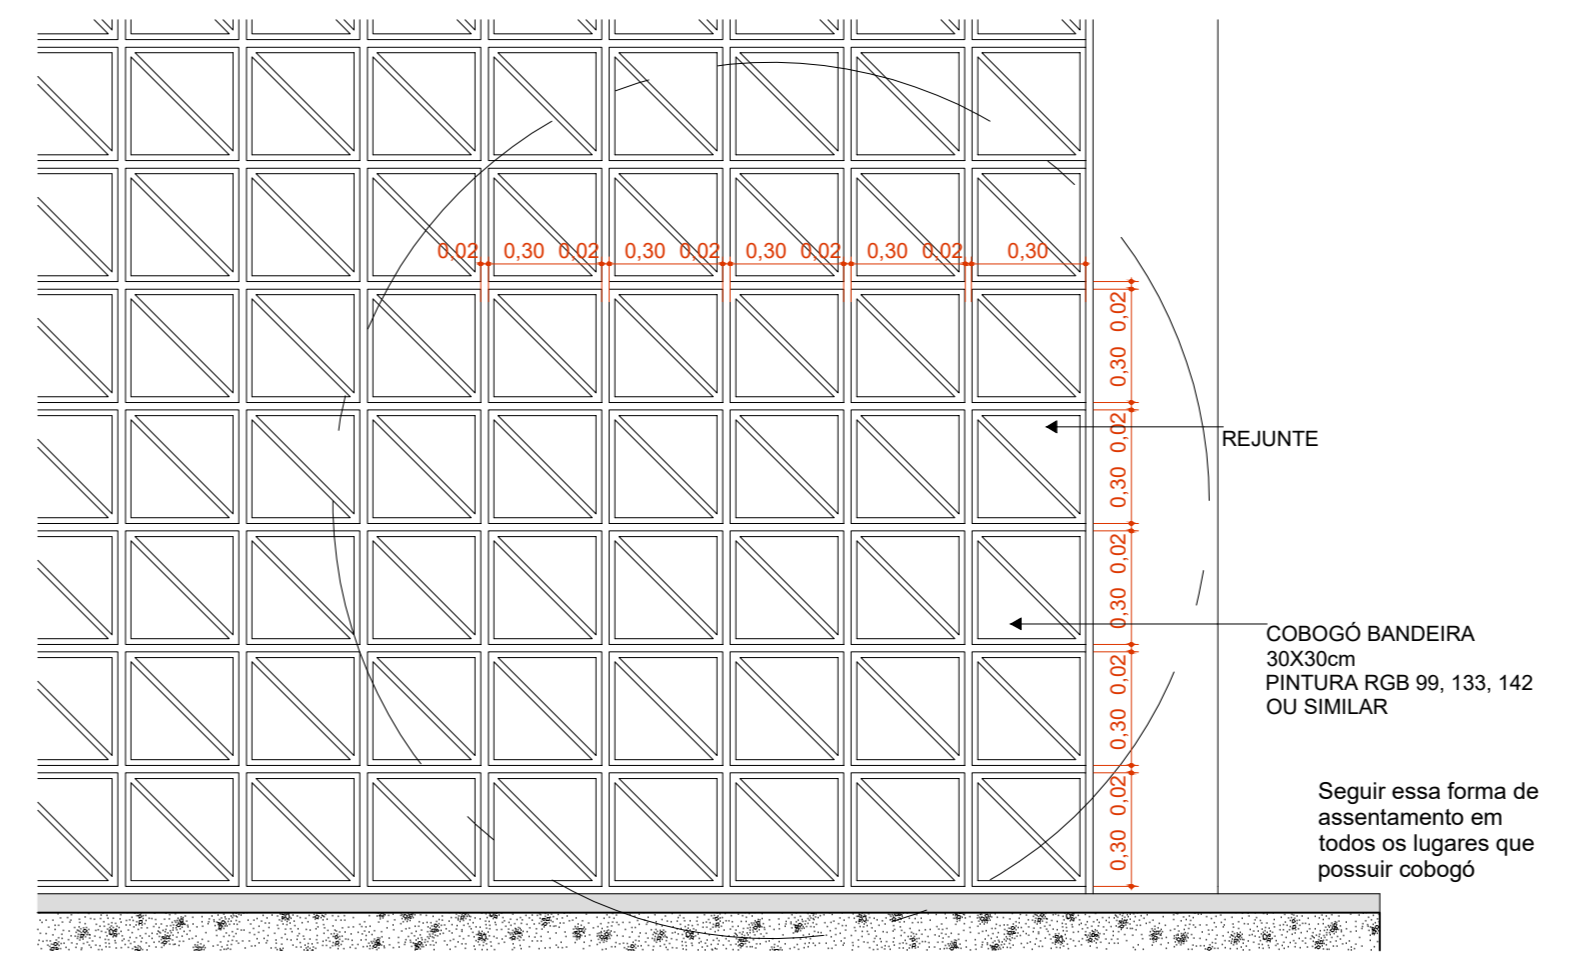 0,02 0,30 0,02 0,30 0,02 0,30 0,02 0,30 0,02 0,30
0,02
0,30
0,02
0,30
0,02
0,30
0,02
0,30
0,02
0,30
REJUNTE
COBOGÓ BANDEIRA
30X30cm
PINTURA RGB 99, 133, 142
OU SIMILAR
Seguir essa forma de
assentamento em
todos os lugares que
possuir cobogó